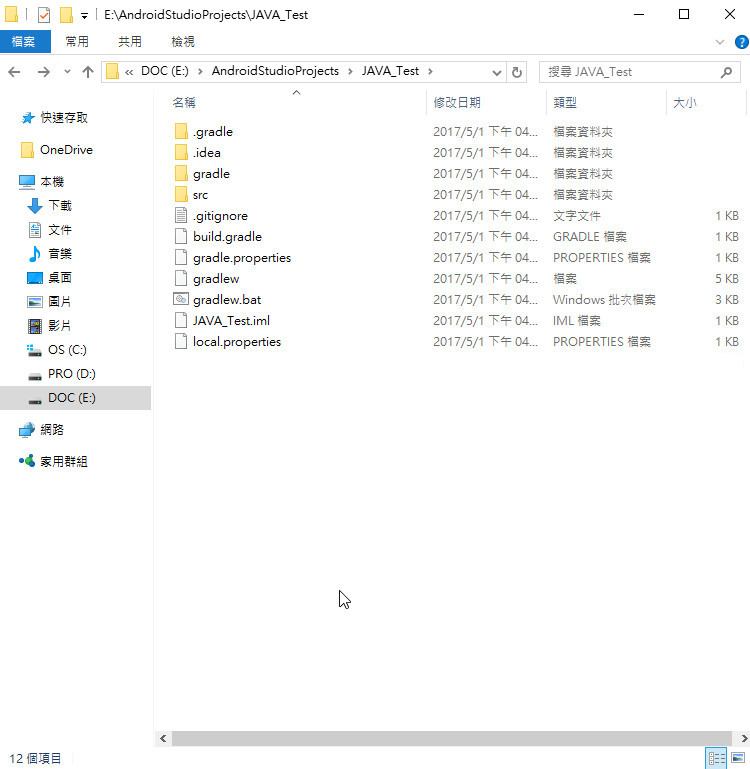 E:\AndroidStudioProjects\JAVA_Test
檔案 常用 共用 檢視
« DOC (E:) › AndroidStudioProjects › JAVA_Test ›
搜尋 JAVA_Test
快速存取
OneDrive
本機
下載
文件
音樂
桌面
圖片
影片
OS (C:)
PRO (D:)
DOC (E:)
網路
家用群組
名稱 修改日期 類型 大小
.gradle 2017/5/1 下午 04... 檔案資料夾
.idea 2017/5/1 下午 04... 檔案資料夾
gradle 2017/5/1 下午 04... 檔案資料夾
src 2017/5/1 下午 04... 檔案資料夾
.gitignore 2017/5/1 下午 04... 文字文件 1 KB
build.gradle 2017/5/1 下午 04... GRADLE 檔案 1 KB
gradle.properties 2017/5/1 下午 04... PROPERTIES 檔案 1 KB
gradlew 2017/5/1 下午 04... 檔案 5 KB
gradlew.bat 2017/5/1 下午 04... Windows 批次檔案 3 KB
JAVA_Test.iml 2017/5/1 下午 04... IML 檔案 1 KB
local.properties 2017/5/1 下午 04... PROPERTIES 檔案 1 KB
12 個項目